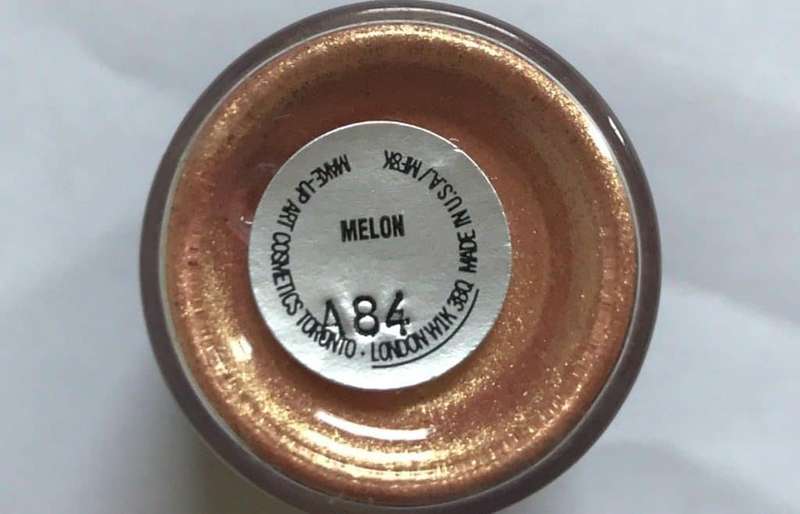 MELON
A84
MAKE-UP ART COSMETICS TORONTO · LONDON W1K 3BQ MADE IN U.S.A./ MF8K